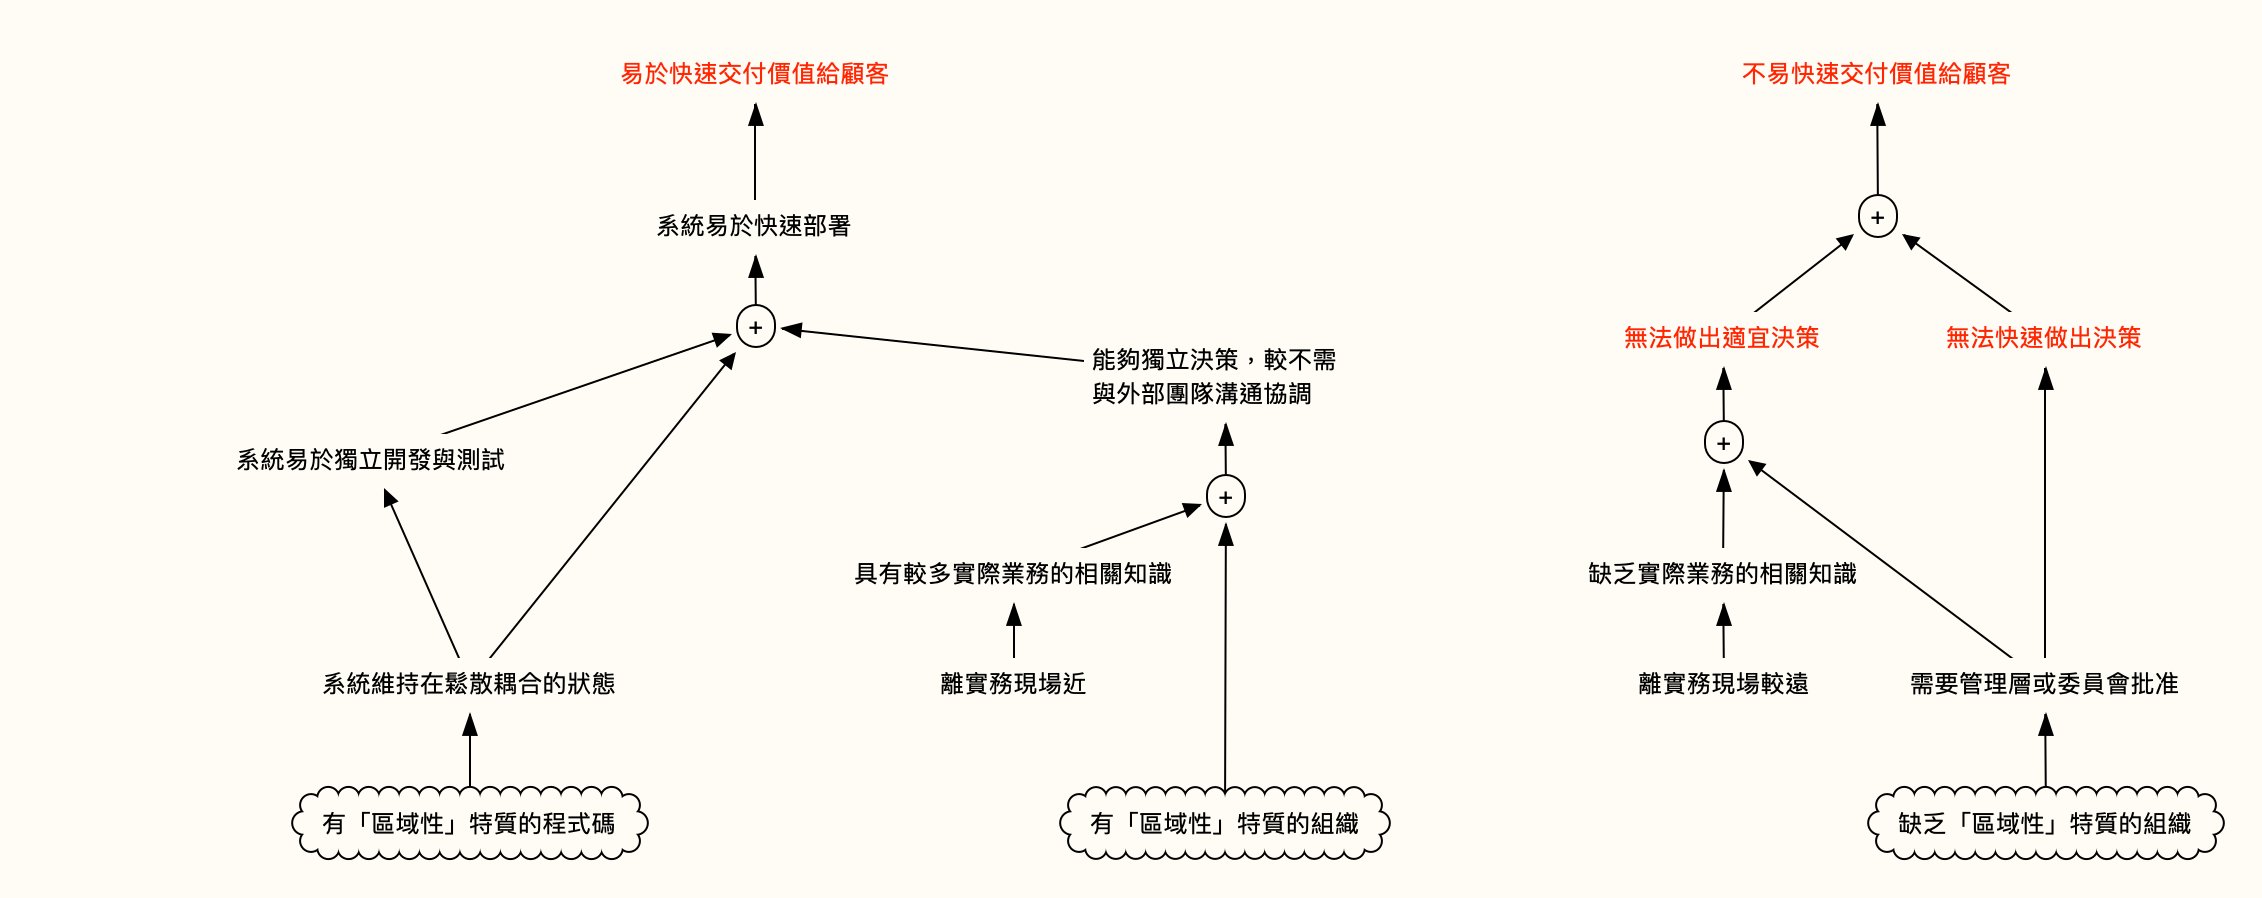 易於快速交付價值給顧客
不易快速交付價值給顧客
系統易於快速部署
+
+
無法做出適宜決策
無法快速做出決策
能夠獨立決策，較不需
與外部團隊溝通協調
+
系統易於獨立開發與測試
+
具有較多實際業務的相關知識
缺乏實際業務的相關知識
系統維持在鬆散耦合的狀態
離實務現場近
離實務現場較遠
需要管理層或委員會批准
有「區域性」特質的程式碼
有「區域性」特質的組織
缺乏「區域性」特質的組織